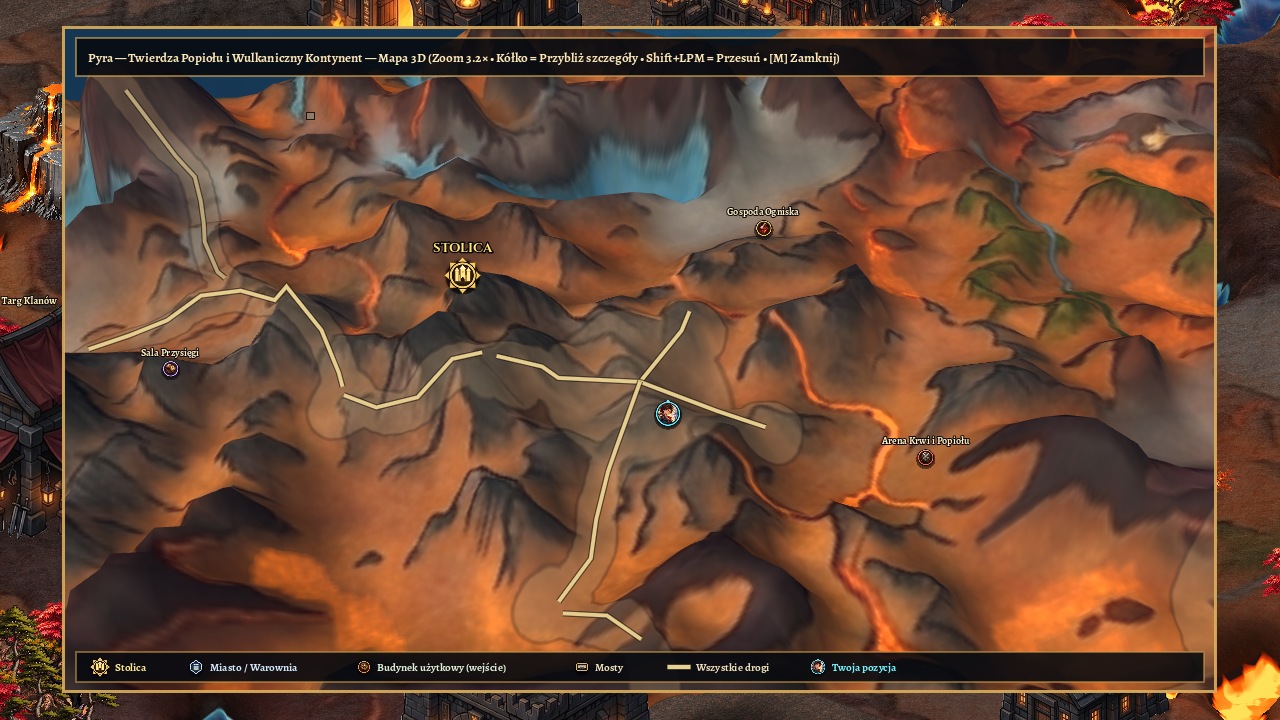 Pyra — Twierdza Popiołu i Wulkaniczny Kontynent — Mapa 3D (Zoom 3.2× • Kółko = Przybliż szczegóły • Shift+LPM = Przesuń • [M] Zamknij)
Gospoda Ogniska
STOLICA
Targ Klanów
Sala Przysięgi
Arena Krwi i Popiołu
Stolica
Miasto / Warownia
Budynek użytkowy (wejście)
Mosty
Wszystkie drogi
Twoja pozycja